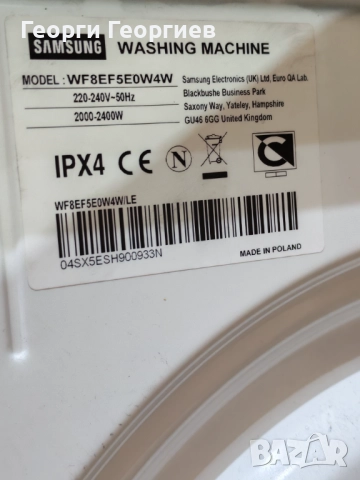 Георги Георгиев
SAMSUNG WASHING MACHINE
MODEL : WF8EF5E0W4W
220-240V~50Hz
2000-2400W
Samsung Electronics (UK) Ltd. Euro QA Lab.
Blackbushe Business Park
Saxony Way, Yateley, Hampshire
GU46 6GG United Kingdom
IPX4 CE N
WF8EF5E0W4W/LE
04SX5ESH900933N
MADE IN POLAND
BAZAR